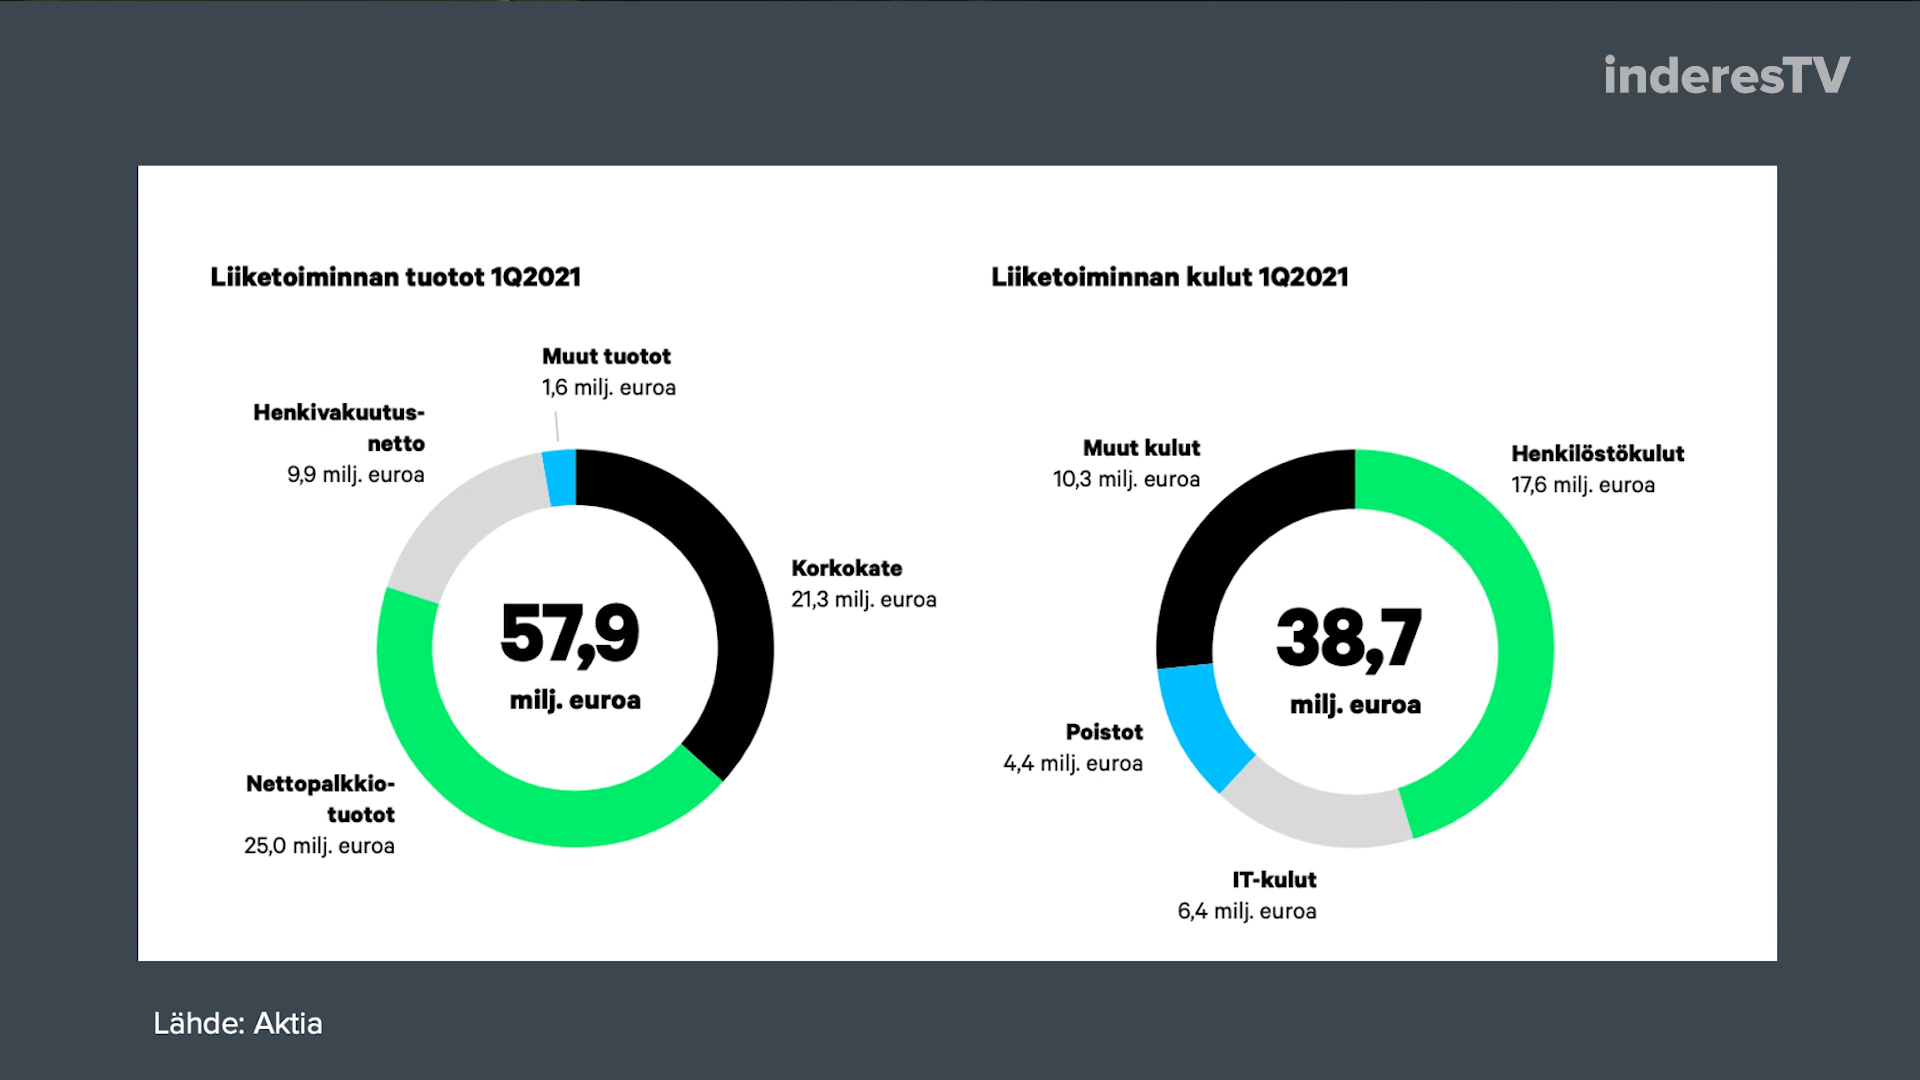 inderesTV
Liiketoiminnan tuotot 1Q2021
Muut tuotot
1,6 milj. euroa
Henkivakuutus-
netto
9,9 milj. euroa
Korkokate
21,3 milj. euroa
57,9
milj. euroa
Nettopalkkio-
tuotot
25,0 milj. euroa
Liiketoiminnan kulut 1Q2021
Muut kulut
10,3 milj. euroa
Henkilöstökulut
17,6 milj. euroa
38,7
milj. euroa
Poistot
4,4 milj. euroa
IT-kulut
6,4 milj. euroa
Lähde: Aktia